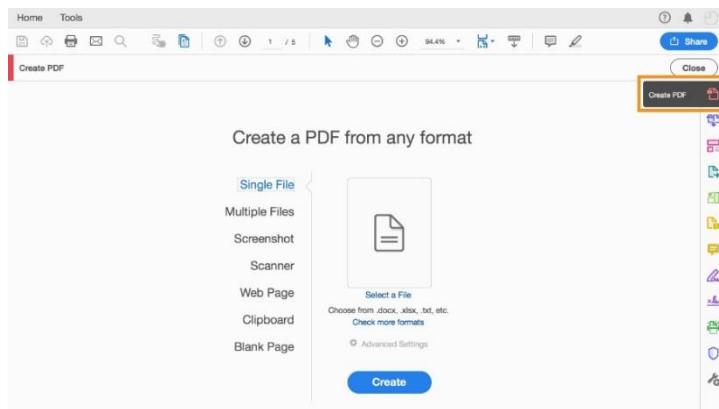 Home Tools
1 / 5 94.4% Share
Create PDF Close
Create PDF
Create a PDF from any format
Single File
Multiple Files
Screenshot
Scanner
Web Page
Clipboard
Blank Page
Select a File
Choose from .docx, .xlsx, .txt, etc.
Check more formats
Advanced Settings
Create